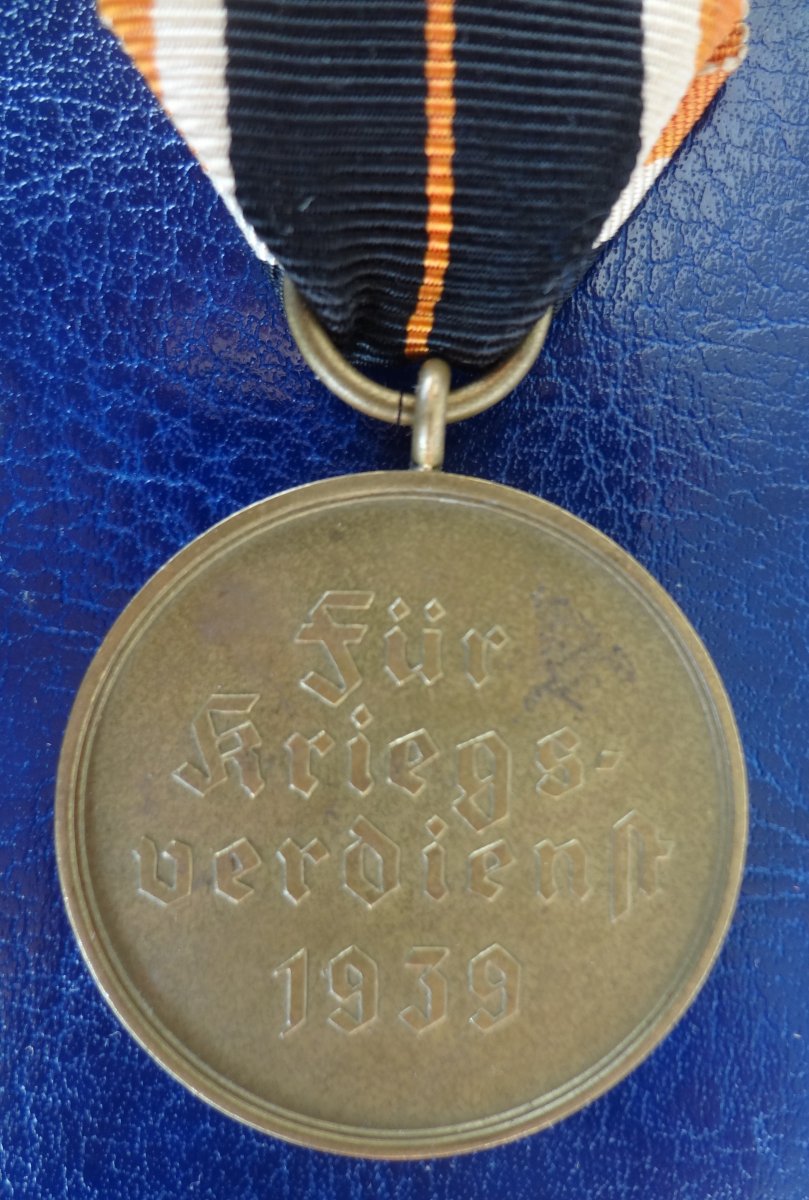 Für
Kriegs-
verdienst
1939